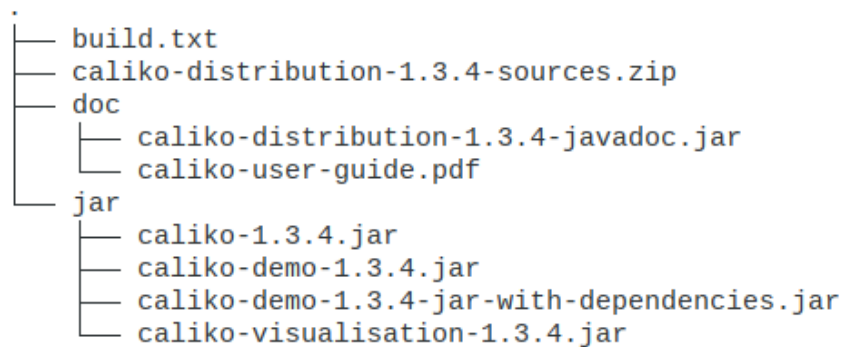 .
build.txt
caliko-distribution-1.3.4-sources.zip
doc
caliko-distribution-1.3.4-javadoc.jar
caliko-user-guide.pdf
jar
caliko-1.3.4.jar
caliko-demo-1.3.4.jar
caliko-demo-1.3.4-jar-with-dependencies.jar
caliko-visualisation-1.3.4.jar